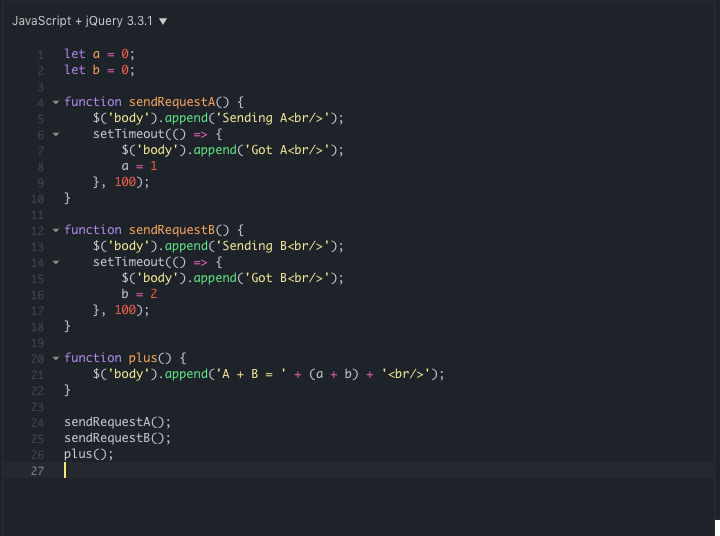 JavaScript + jQuery 3.3.1 ▼
1 let a = 0;
2 let b = 0;
3
4 function sendRequestA() {
5     $('body').append('Sending A<br/>');
6     setTimeout(() => {
7         $('body').append('Got A<br/>');
8         a = 1
9     }, 100);
10 }
11
12 function sendRequestB() {
13     $('body').append('Sending B<br/>');
14     setTimeout(() => {
15         $('body').append('Got B<br/>');
16         b = 2
17     }, 100);
18 }
19
20 function plus() {
21     $('body').append('A + B = ' + (a + b) + '<br/>');
22 }
23
24 sendRequestA();
25 sendRequestB();
26 plus();
27